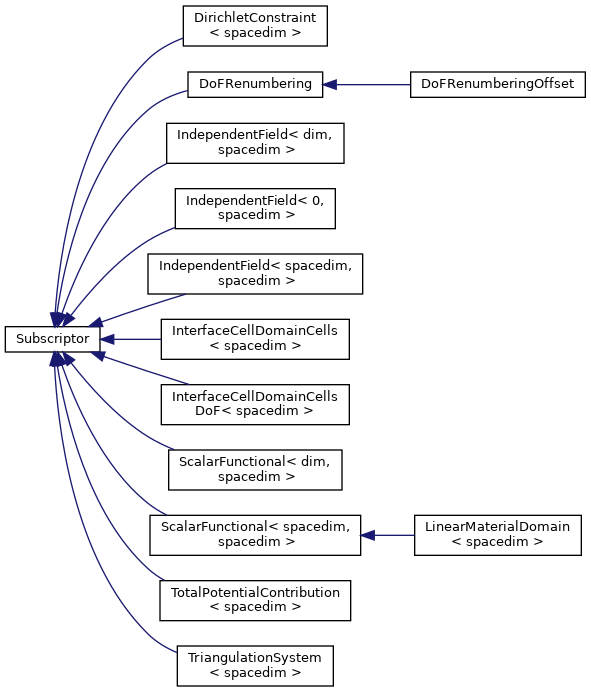 DirichletConstraint
< spacedim >
DoFRenumbering
DoFRenumberingOffset
IndependentField< dim,
spacedim >
IndependentField< 0,
spacedim >
IndependentField< spacedim,
spacedim >
InterfaceCellDomainCells
< spacedim >
Subscriptor
InterfaceCellDomainCells
DoF< spacedim >
ScalarFunctional< dim,
spacedim >
ScalarFunctional< spacedim,
spacedim >
LinearMaterialDomain
< spacedim >
TotalPotentialContribution
< spacedim >
TriangulationSystem
< spacedim >